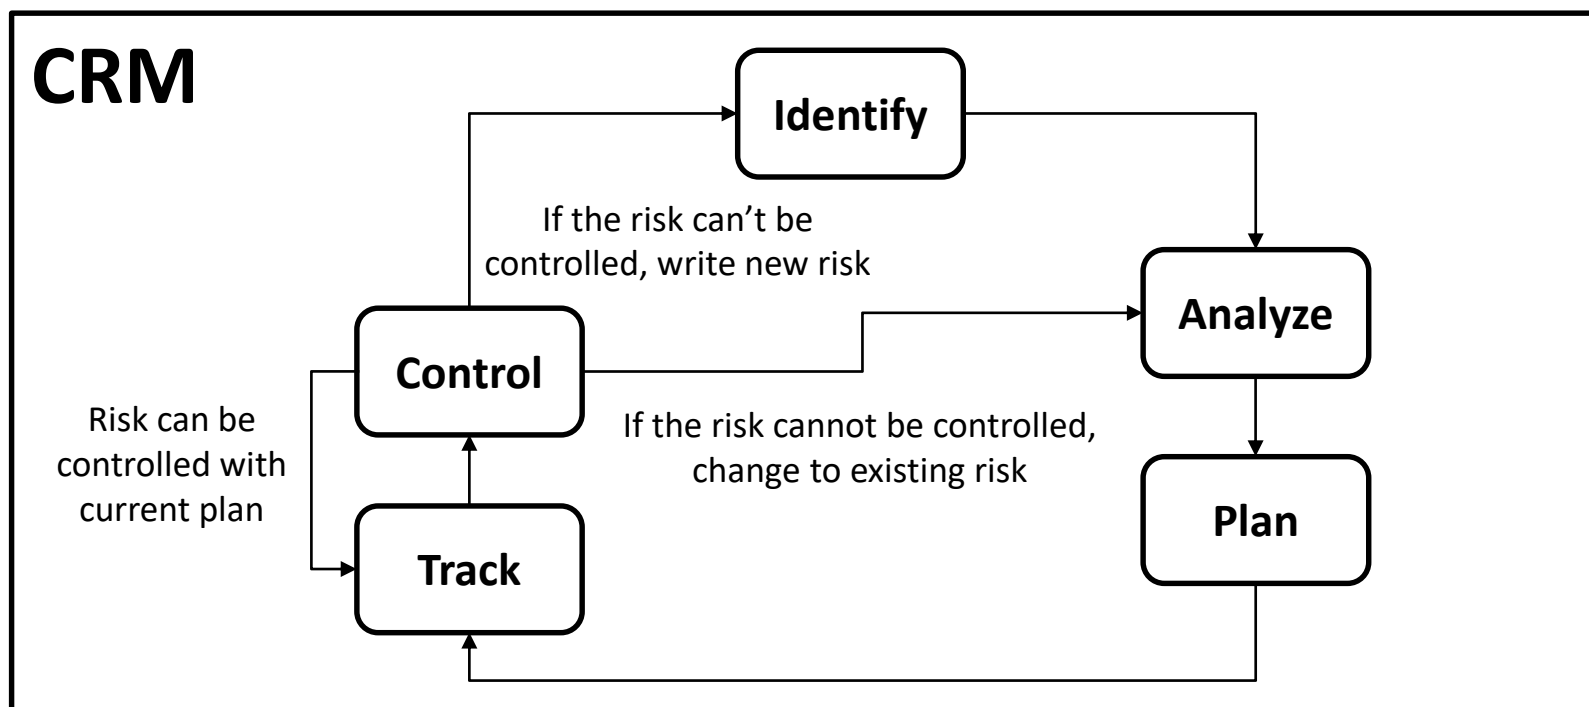 CRM
Identify
If the risk can’t be
controlled, write new risk
Analyze
Control
Risk can be
controlled with
current plan
If the risk cannot be controlled,
change to existing risk
Plan
Track